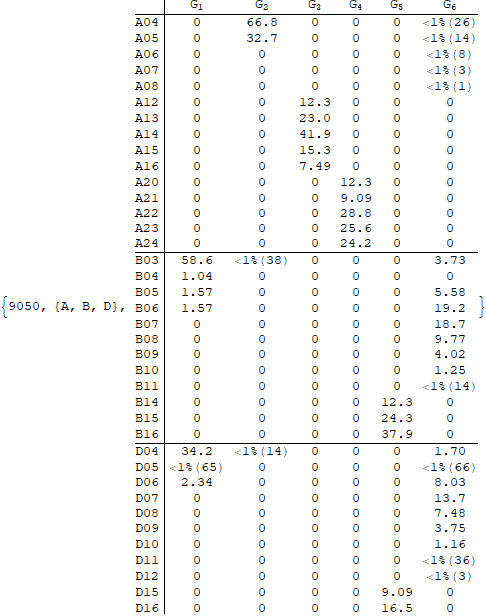 G1 G2 G3 G4 G5 G6
A04 0 66.8 0 0 0 <1%(26)
A05 0 32.7 0 0 0 <1%(14)
A06 0 0 0 0 0 <1%(8)
A07 0 0 0 0 0 <1%(3)
A08 0 0 0 0 0 <1%(1)
A12 0 0 12.3 0 0 0
A13 0 0 23.0 0 0 0
A14 0 0 41.9 0 0 0
A15 0 0 15.3 0 0 0
A16 0 0 7.49 0 0 0
A20 0 0 0 12.3 0 0
A21 0 0 0 9.09 0 0
A22 0 0 0 28.8 0 0
A23 0 0 0 25.6 0 0
A24 0 0 0 24.2 0 0
B03 58.6 <1%(38) 0 0 0 3.73
B04 1.04 0 0 0 0 0
B05 1.57 0 0 0 0 5.58
{9050, {A, B, D}, B06 1.57 0 0 0 0 19.2 }
B07 0 0 0 0 0 18.7
B08 0 0 0 0 0 9.77
B09 0 0 0 0 0 4.02
B10 0 0 0 0 0 1.25
B11 0 0 0 0 0 <1%(14)
B14 0 0 0 0 12.3 0
B15 0 0 0 0 24.3 0
B16 0 0 0 0 37.9 0
D04 34.2 <1%(14) 0 0 0 1.70
D05 <1%(65) 0 0 0 0 <1%(66)
D06 2.34 0 0 0 0 8.03
D07 0 0 0 0 0 13.7
D08 0 0 0 0 0 7.48
D09 0 0 0 0 0 3.75
D10 0 0 0 0 0 1.16
D11 0 0 0 0 0 <1%(36)
D12 0 0 0 0 0 <1%(3)
D15 0 0 0 0 9.09 0
D16 0 0 0 0 16.5 0